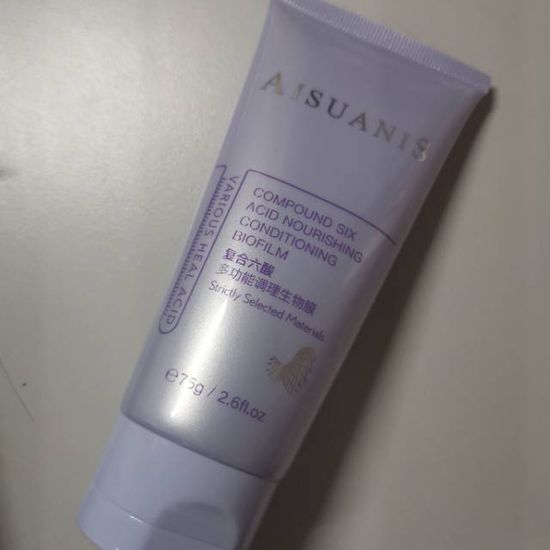 AISUANIS
VARIOUS HEAL ACID
COMPOUND SIX
ACID NOURISHING
CONDITIONING
BIOFILM
复合六酸
多功能调理生物膜
Strictly Selected Materials
℮75g / 2.6fl.oz